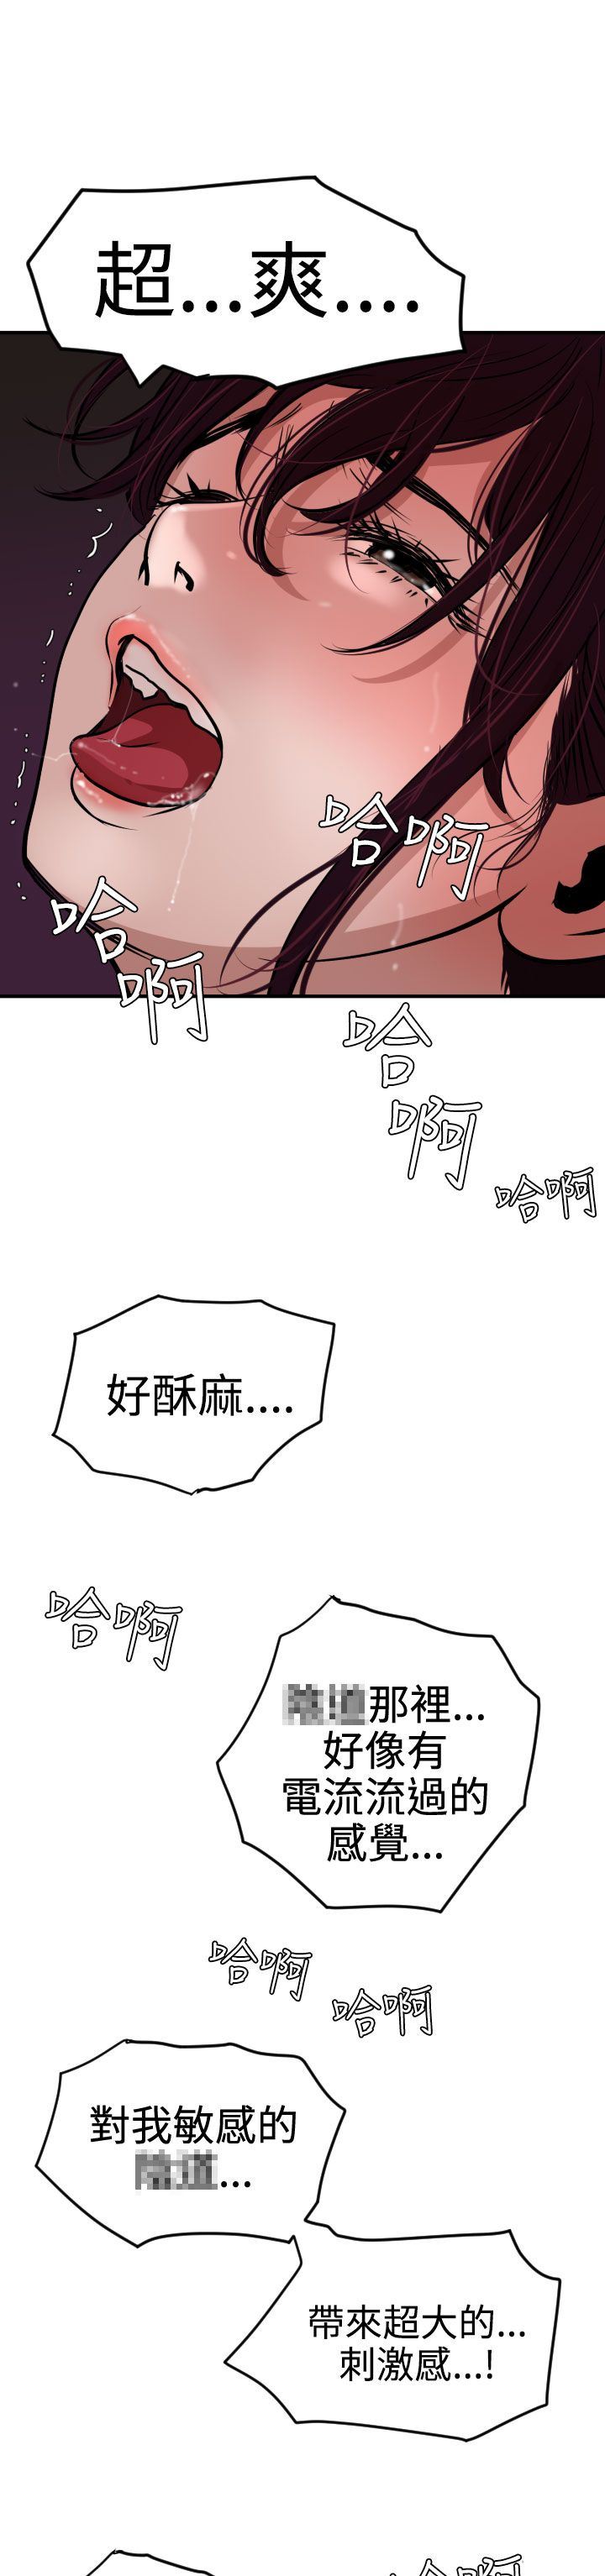 超...爽....
哈啊
哈
啊
哈
啊
哈啊
好酥麻....
哈啊
那裡...
好像有
電流流過的
感覺...
哈啊
哈啊
對我敏感的
...
帶來超大的...
刺激感...!